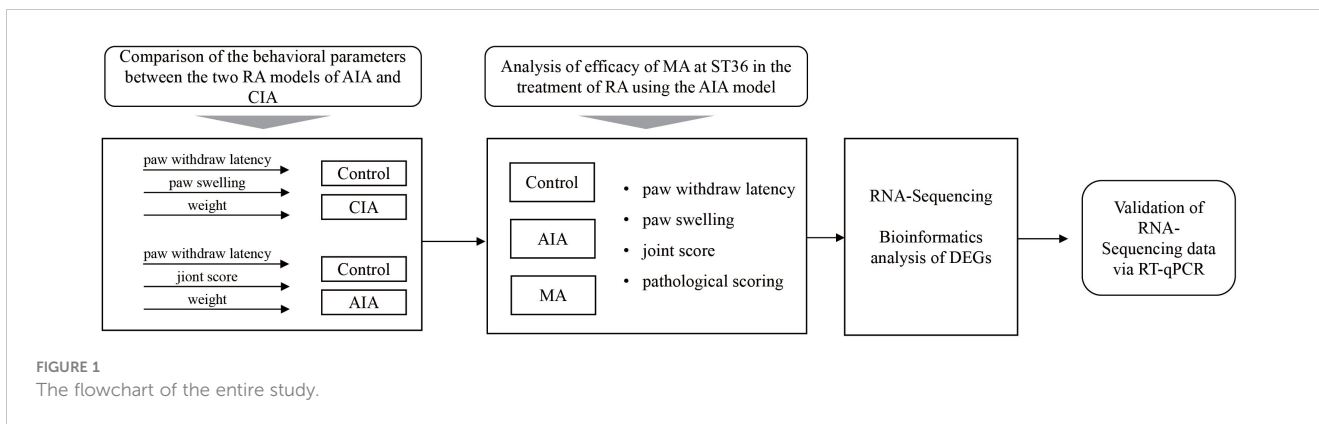 Comparison of the behavioral parameters
between the two RA models of AIA and
CIA
Analysis of efficacy of MA at ST36 in the
treatment of RA using the AIA model
paw withdraw latency
paw swelling
weight
Control
CIA
paw withdraw latency
jiont score
weight
Control
AIA
Control
AIA
MA
• paw withdraw latency
• paw swelling
• joint score
• pathological scoring
RNA-Sequencing
Bioinformatics
analysis of DEGs
Validation of
RNA-
Sequencing data
via RT-qPCR
FIGURE 1
The flowchart of the entire study.